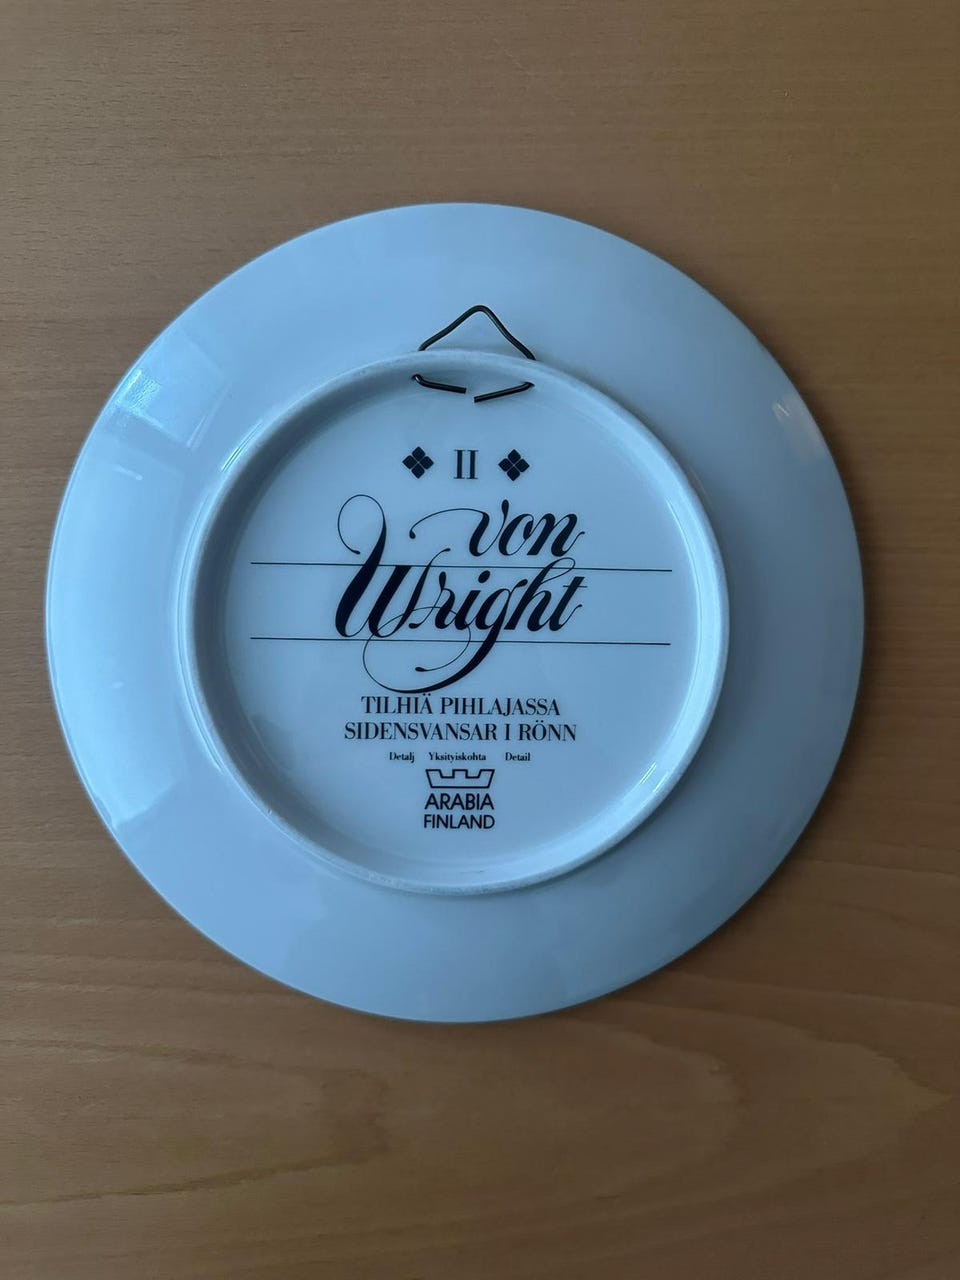 II
von
Wright
TILHIÄ PIHLAJASSA
SIDENSVANSAR I RÖNN
Detalj Yksityiskohta Detail
ARABIA
FINLAND